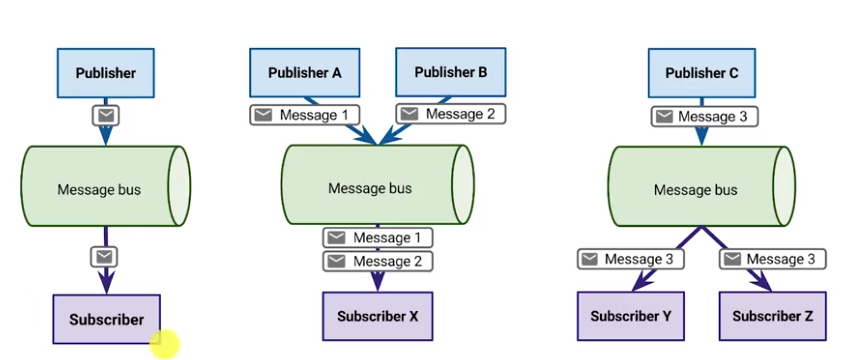 Publisher
Message bus
Subscriber
Publisher A
Publisher B
Message 1
Message 2
Message bus
Message 1
Message 2
Subscriber X
Publisher C
Message 3
Message bus
Message 3
Message 3
Subscriber Y
Subscriber Z